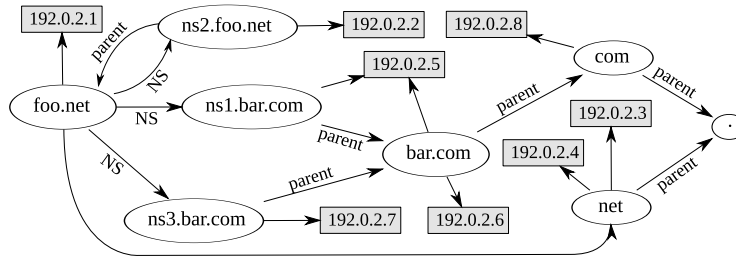 192.0.2.1
ns2.foo.net
192.0.2.2
192.0.2.8
com
parent
NS
192.0.2.5
parent
foo.net
NS
ns1.bar.com
parent
192.0.2.3
.
parent
bar.com
192.0.2.4
NS
parent
parent
ns3.bar.com
192.0.2.7
192.0.2.6
net